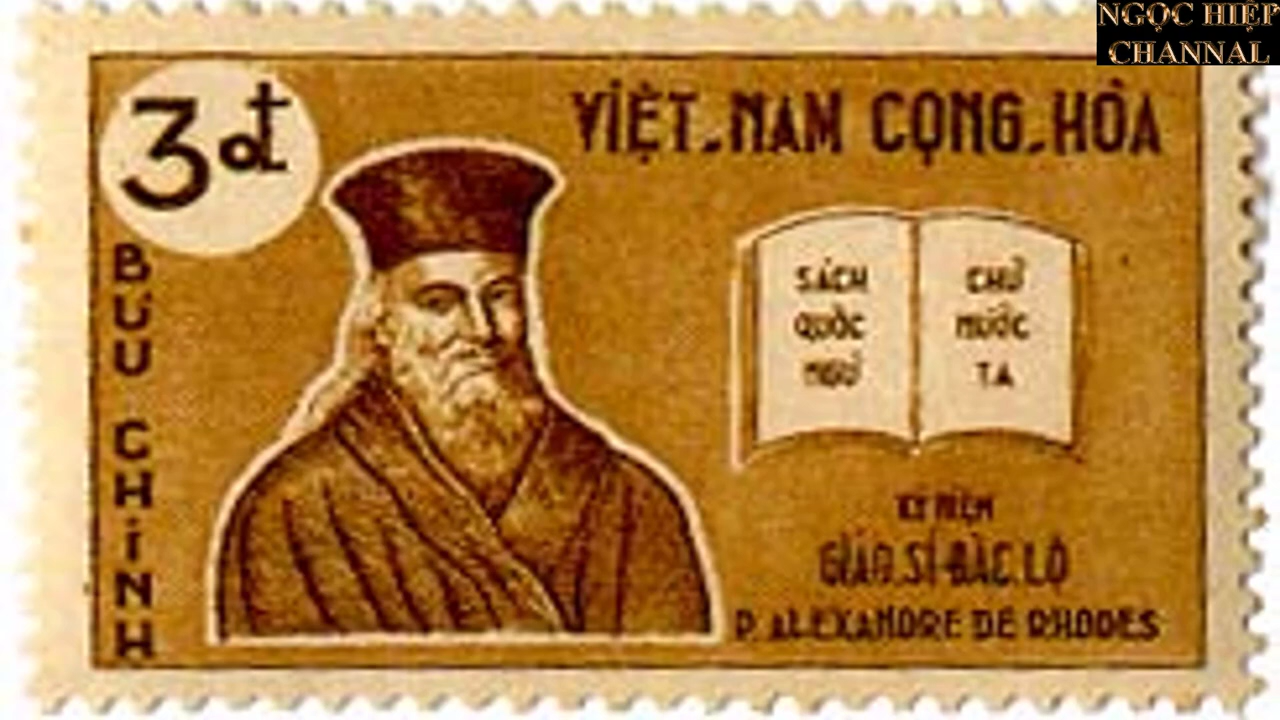 NGỌC HIỆP
CHANNAL
3đ
VIỆT-NAM CỘNG-HÒA
BƯU CHÍNH
SÁCH
QUỐC
NGỮ
CHỮ
NƯỚC
TA
KỶ NIỆM
GIÁO-SĨ ĐẮC-LỘ
P. ALEXANDRE DE RHODES